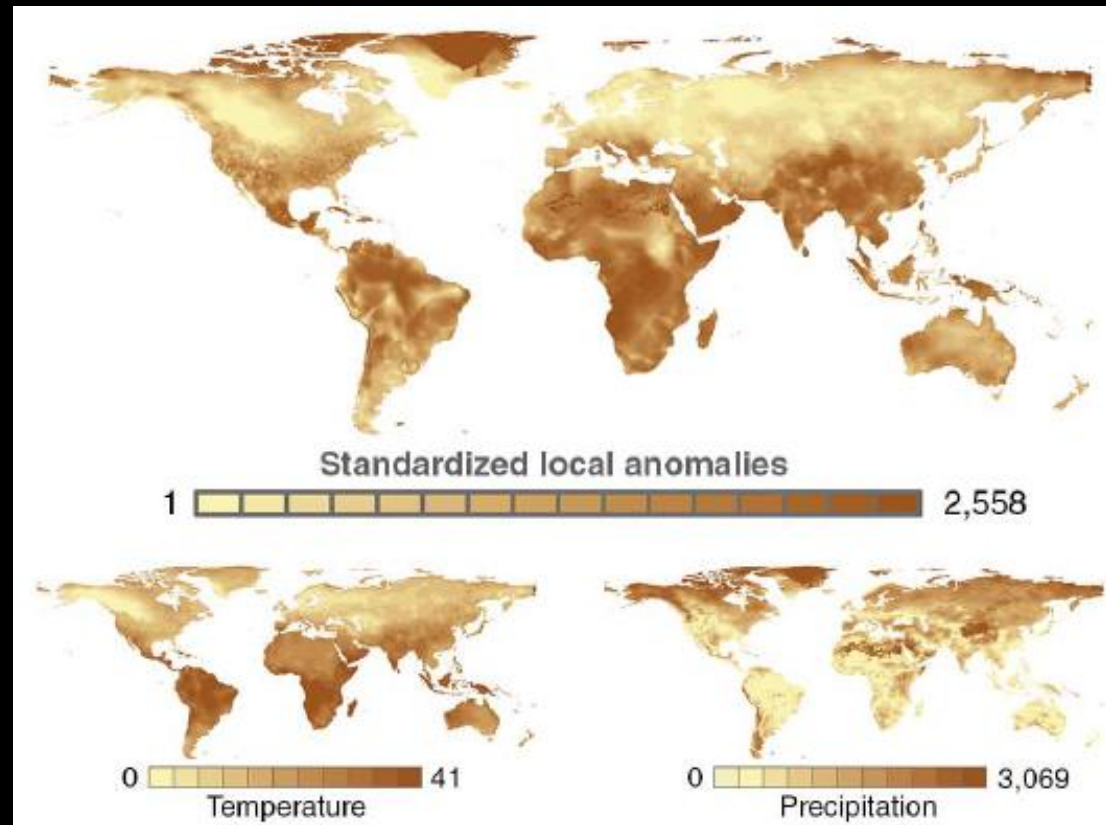 Standardized local anomalies
1 2,558
0 41
Temperature
0 3,069
Precipitation